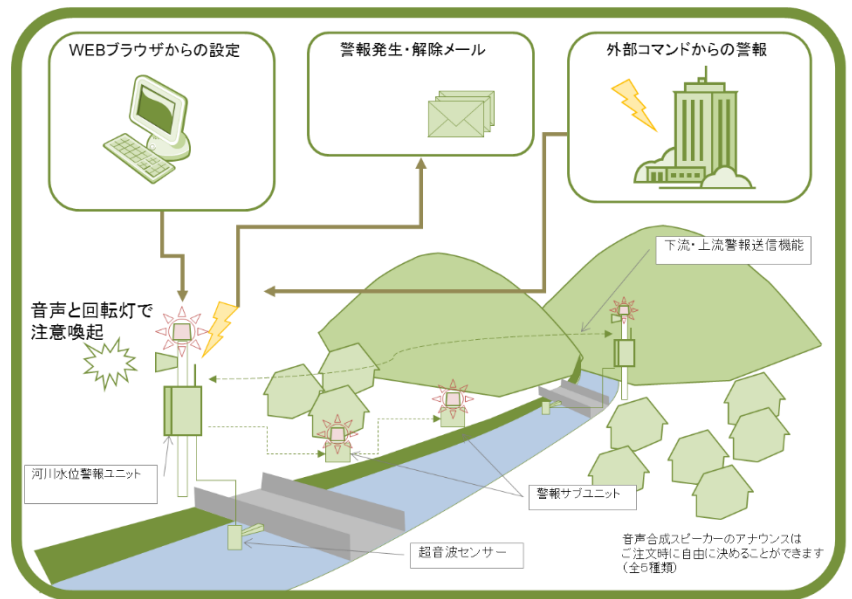 WEBブラウザからの設定
警報発生・解除メール
外部コマンドからの警報
下流・上流警報送信機能
音声と回転灯で
注意喚起
河川水位警報ユニット
警報サブユニット
超音波センサー
音声合成スピーカーのアナウンスは
ご注文時に自由に決めることができます
(全5種類)